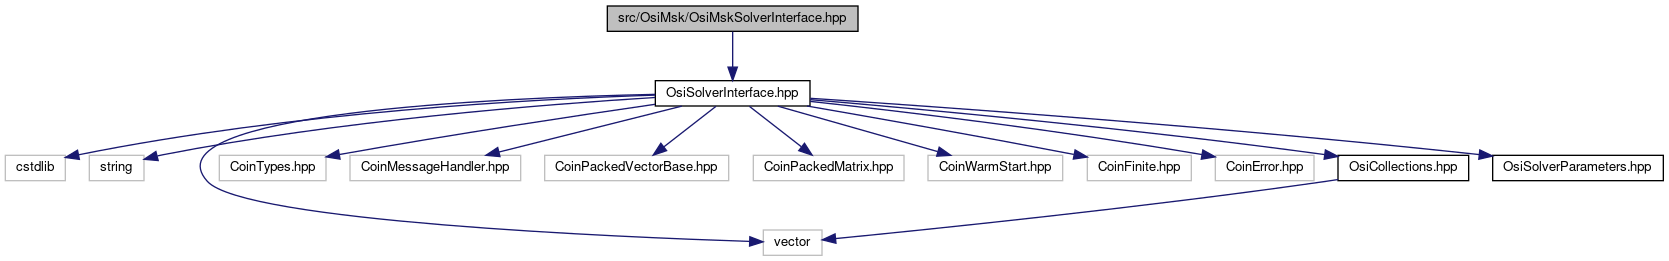 src/OsiMsk/OsiMskSolverInterface.hpp
OsiSolverInterface.hpp
cstdlib
string
CoinTypes.hpp
CoinMessageHandler.hpp
CoinPackedVectorBase.hpp
CoinPackedMatrix.hpp
CoinWarmStart.hpp
CoinFinite.hpp
CoinError.hpp
OsiCollections.hpp
OsiSolverParameters.hpp
vector